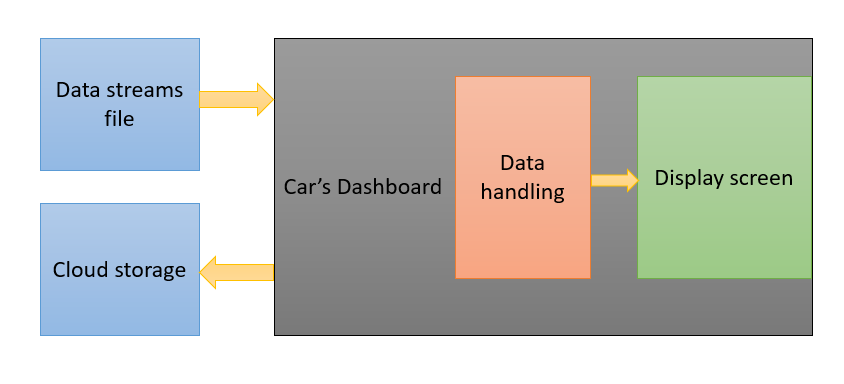 Data streams
file
Cloud storage
Car’s Dashboard
Data
handling
Display screen